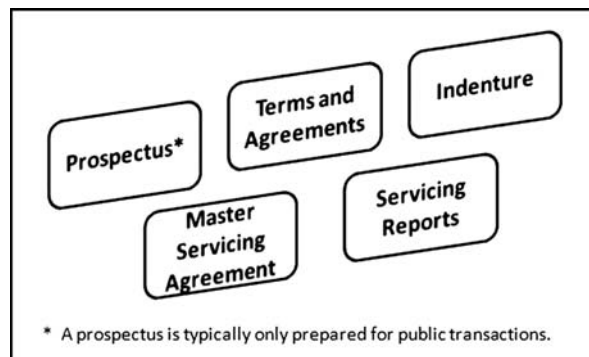 Prospectus*
Terms and
Agreements
Indenture
Master
Servicing
Agreement
Servicing
Reports
* A prospectus is typically only prepared for public transactions.